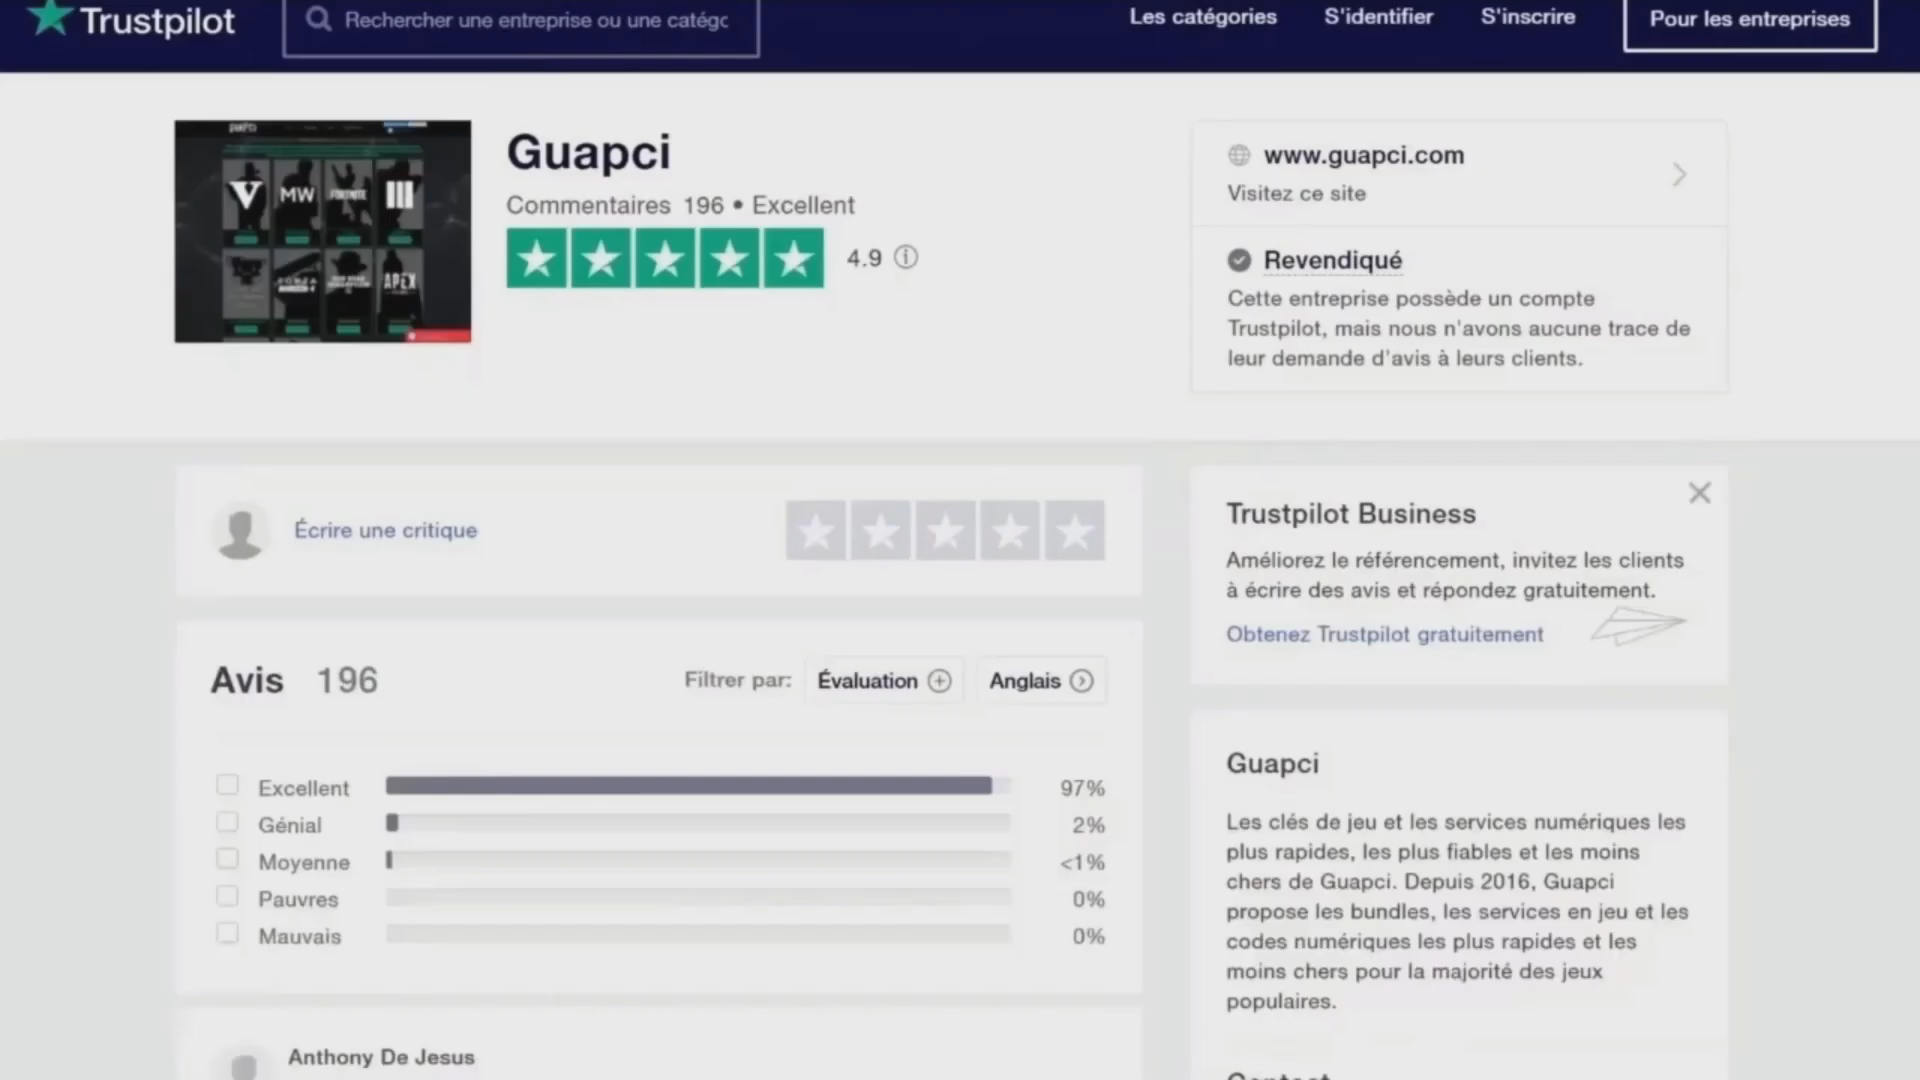 Trustpilot
Rechercher une entreprise ou une catégo
Les catégories
S'identifier
S'inscrire
Pour les entreprises
V
MW
FORTNITE
APEX
Guapci
Commentaires 196 • Excellent
4.9
www.guapci.com
Visitez ce site
Revendiqué
Cette entreprise possède un compte
Trustpilot, mais nous n'avons aucune trace de
leur demande d'avis à leurs clients.
Écrire une critique
Trustpilot Business
Améliorez le référencement, invitez les clients
à écrire des avis et répondez gratuitement.
Obtenez Trustpilot gratuitement
Avis 196
Filtrer par:
Évaluation
Anglais
Excellent 97%
Génial 2%
Moyenne <1%
Pauvres 0%
Mauvais 0%
Guapci
Les clés de jeu et les services numériques les
plus rapides, les plus fiables et les moins
chers de Guapci. Depuis 2016, Guapci
propose les bundles, les services en jeu et les
codes numériques les plus rapides et les
moins chers pour la majorité des jeux
populaires.
Anthony De Jesus